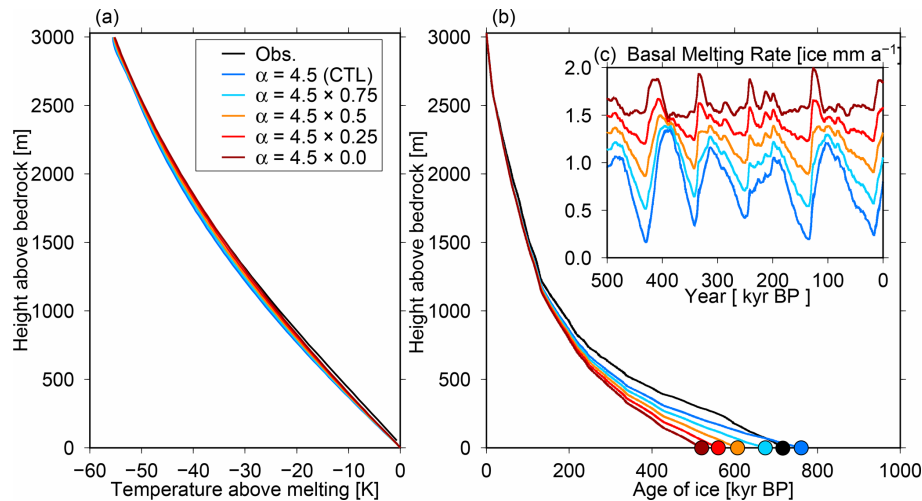 (a)
3000
2500
2000
1500
1000
500
0
Height above bedrock [m]
Obs.
α = 4.5 (CTL)
α = 4.5 × 0.75
α = 4.5 × 0.5
α = 4.5 × 0.25
α = 4.5 × 0.0
−60 −50 −40 −30 −20 −10 0
Temperature above melting [K]
(b)
3000
2500
2000
1500
1000
500
0
Height above bedrock [m]
0 200 400 600 800 1000
Age of ice [kyr BP]
(c) Basal Melting Rate [ice mm a⁻¹]
2.0
1.5
1.0
0.5
0.0
500 400 300 200 100 0
Year [ kyr BP]